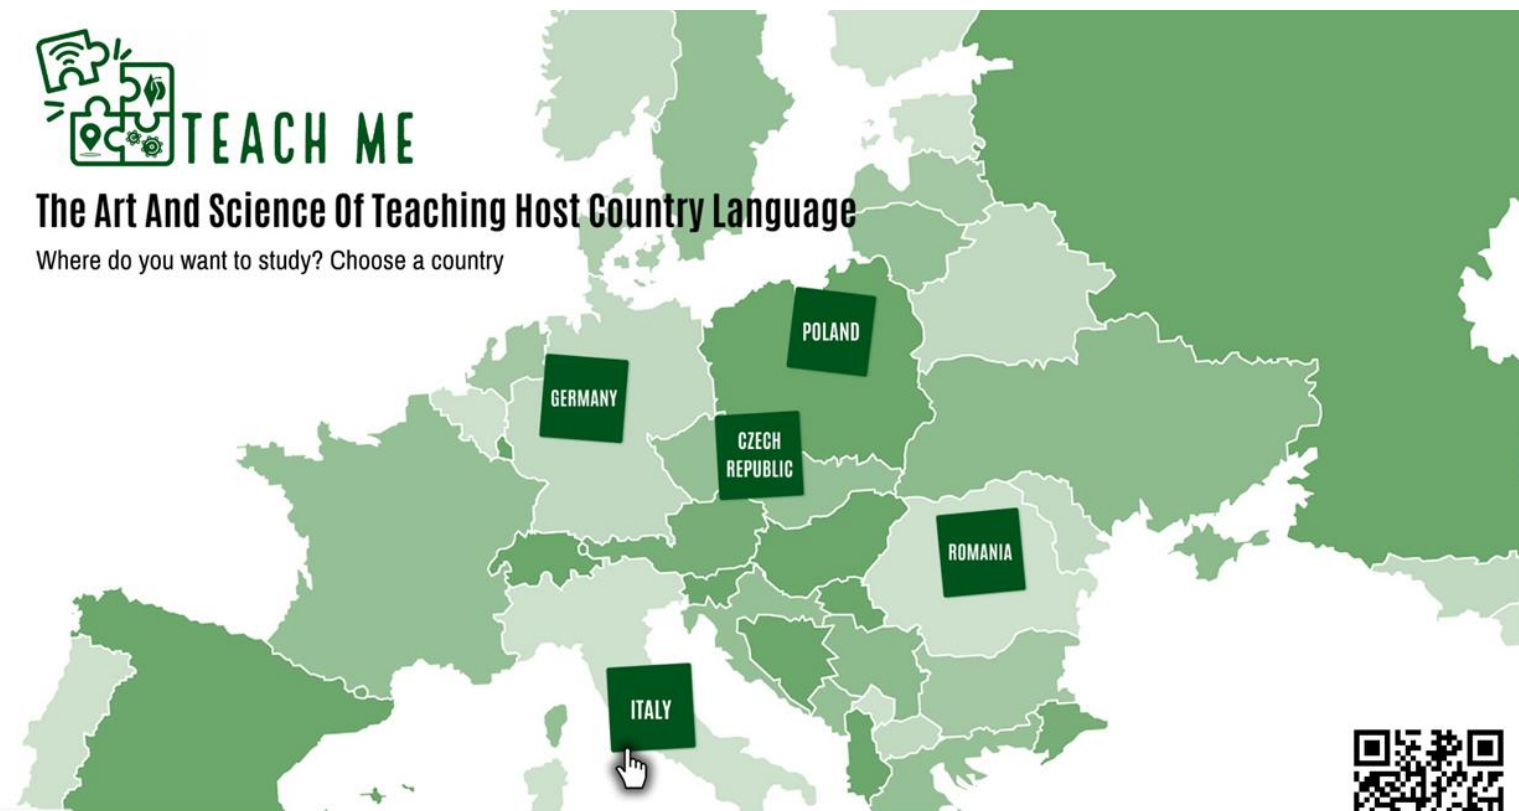 TEACH ME
The Art And Science Of Teaching Host Country Language
Where do you want to study? Choose a country
POLAND
GERMANY
CZECH
REPUBLIC
ROMANIA
ITALY